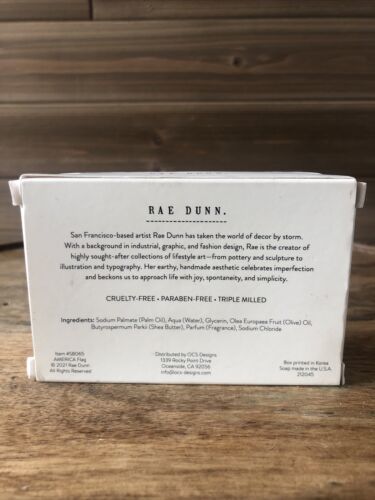 RAE DUNN.
San Francisco-based artist Rae Dunn has taken the world of decor by storm.
With a background in industrial, graphic, and fashion design, Rae is the creator of
highly sought-after collections of lifestyle art—from pottery and sculpture to
illustration and typography. Her earthy, handmade aesthetic celebrates imperfection
and beckons us to approach life with joy, spontaneity, and simplicity.
CRUELTY-FREE • PARABEN-FREE • TRIPLE MILLED
Ingredients: Sodium Palmate (Palm Oil), Aqua (Water), Glycerin, Olea Europaea Fruit (Olive) Oil,
Butyrospermum Parkii (Shea Butter), Parfum (Fragrance), Sodium Chloride
Item #SB065
AMERICA Flag
© 2021 Rae Dunn
All Rights Reserved
Distributed by OCS Designs
1339 Rocky Point Drive
Oceanside, CA 92056
info@ocs-designs.com
Box printed in Korea
Soap made in the U.S.A.
212045